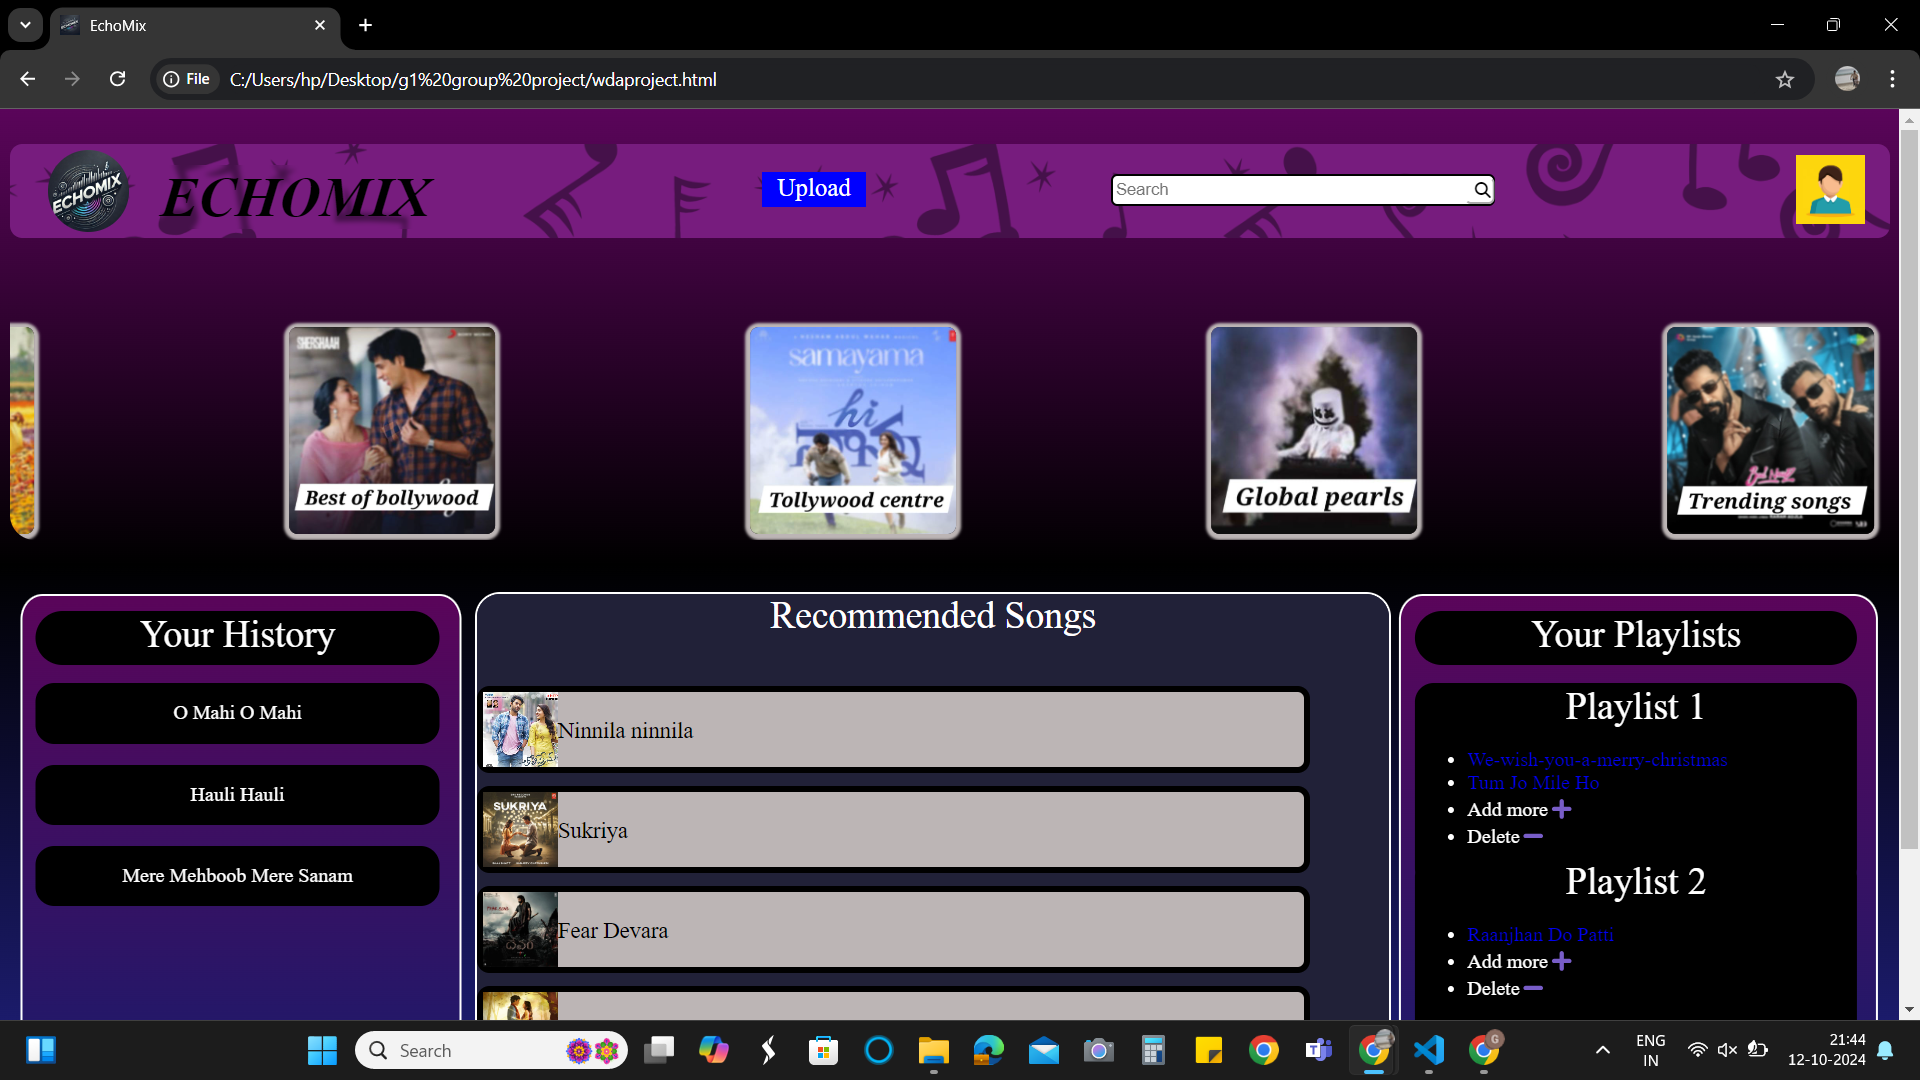 EchoMix
File C:/Users/hp/Desktop/g1%20group%20project/wdaproject.html
ECHOMIX
ECHOMIX
Upload
Search
SHERSHAAH
Best of bollywood
samayama
hi
Tollywood centre
Global pearls
Trending songs
Your History
O Mahi O Mahi
Hauli Hauli
Mere Mehboob Mere Sanam
Recommended Songs
Ninnila ninnila
SUKRIYA
Sukriya
Fear Devara
Your Playlists
Playlist 1
We-wish-you-a-merry-christmas
Tum Jo Mile Ho
Add more
Delete
Playlist 2
Raanjhan Do Patti
Add more
Delete
Search
ENG
IN
21:44
12-10-2024